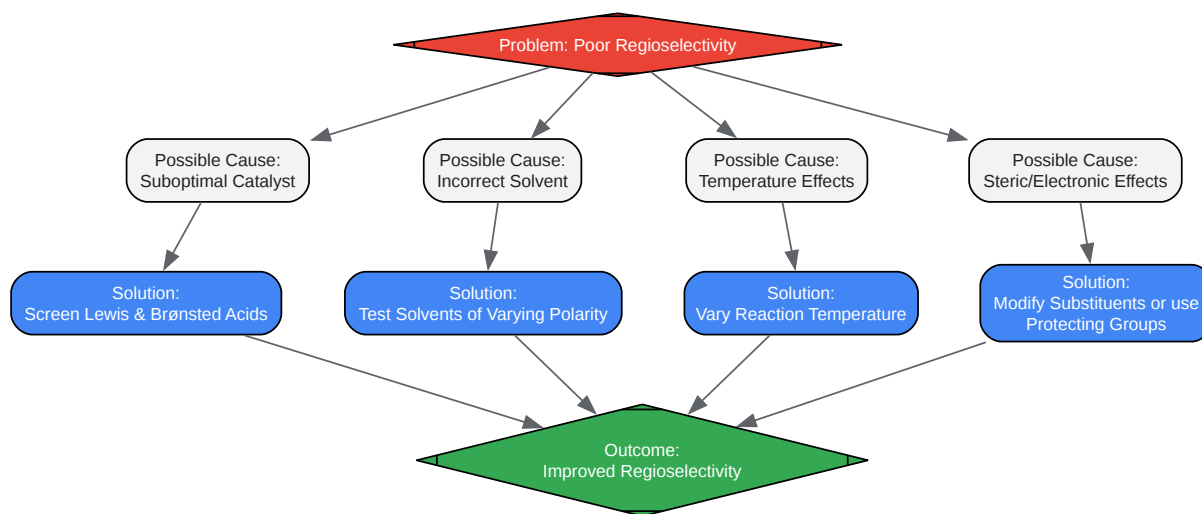 Problem: Poor Regioselectivity
Possible Cause:
Suboptimal Catalyst
Possible Cause:
Incorrect Solvent
Possible Cause:
Temperature Effects
Possible Cause:
Steric/Electronic Effects
Solution:
Screen Lewis & Brønsted Acids
Solution:
Test Solvents of Varying Polarity
Solution:
Vary Reaction Temperature
Solution:
Modify Substituents or use
Protecting Groups
Outcome:
Improved Regioselectivity